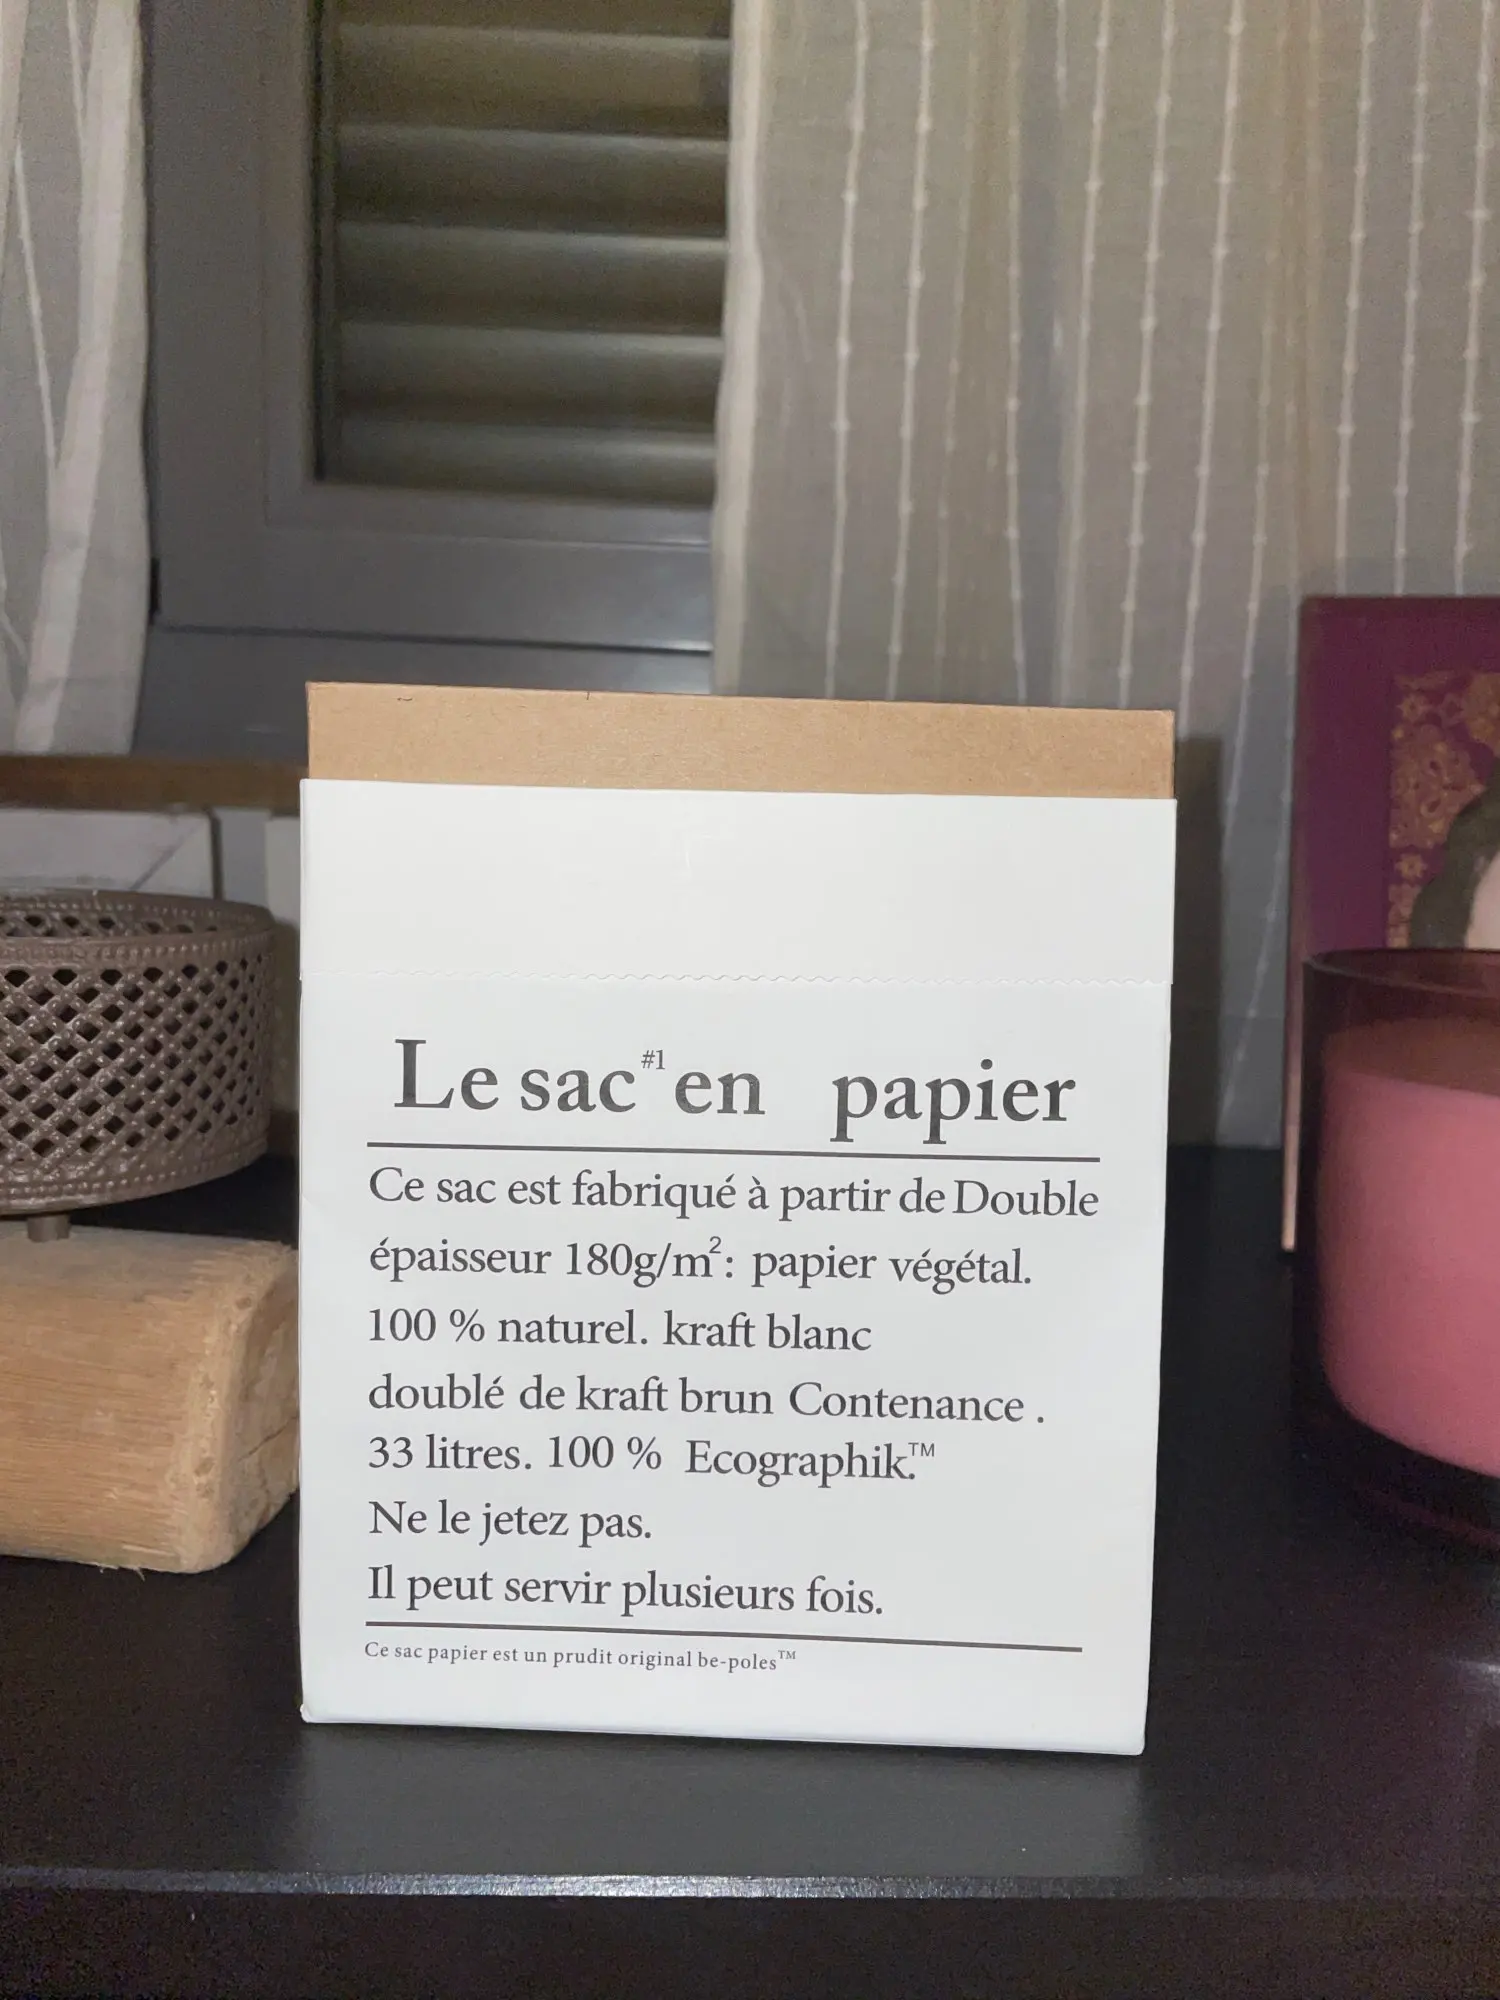 Le sac #1 en papier
Ce sac est fabriqué à partir de Double
épaisseur 180g/m²: papier végétal.
100 % naturel. kraft blanc
doublé de kraft brun Contenance .
33 litres. 100 % Ecographik.™
Ne le jetez pas.
Il peut servir plusieurs fois.
Ce sac papier est un prudit original be-poles™